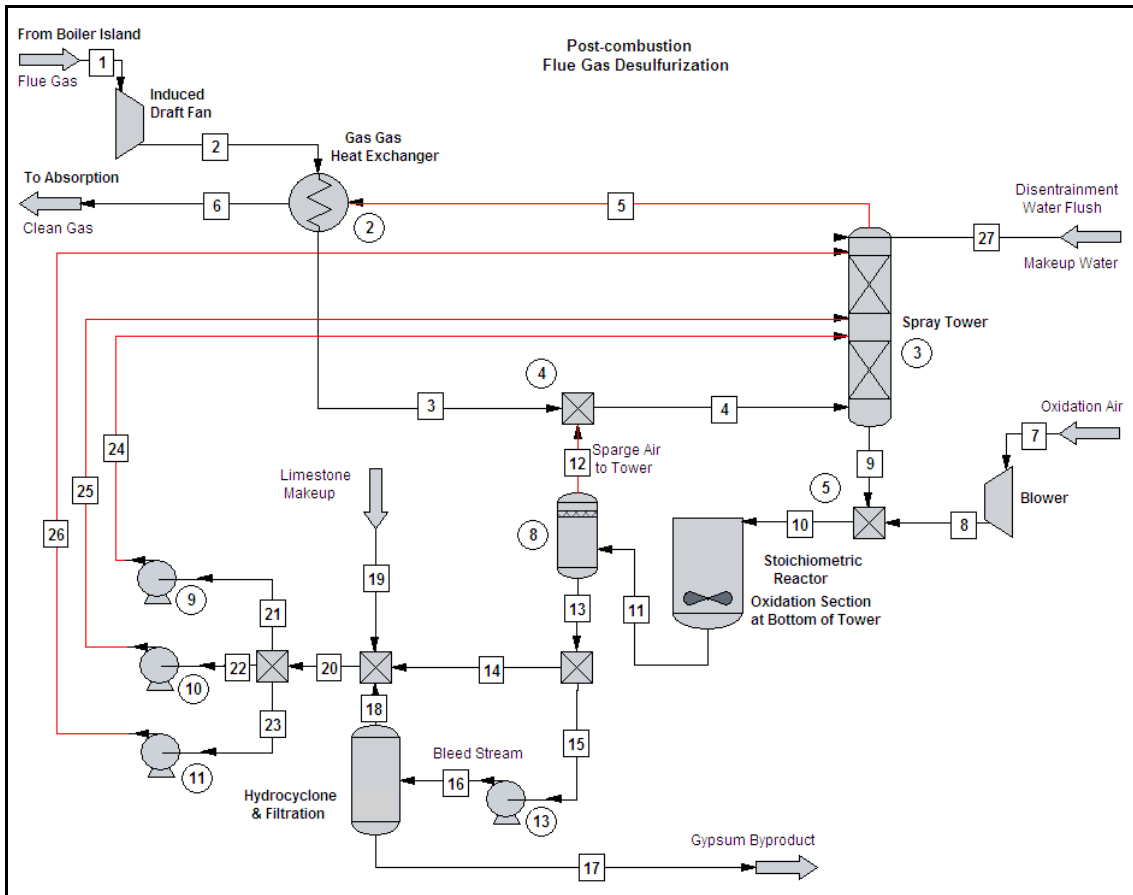 From Boiler Island
Flue Gas
1
Post-combustion
Flue Gas Desulfurization
Induced
Draft Fan
2
Gas Gas
Heat Exchanger
To Absorption
Clean Gas
6
2
5
Disentrainment
Water Flush
27
Makeup Water
Spray Tower
3
4
3
4
Oxidation Air
7
24
Sparge Air
to Tower
12
Limestone
Makeup
9
25
5
Blower
8
10
26
8
Stoichiometric
Reactor
Oxidation Section
at Bottom of Tower
19
11
13
9
21
14
20
22
10
18
23
15
Bleed Stream
16
11
Hydrocyclone
& Filtration
13
Gypsum Byproduct
17